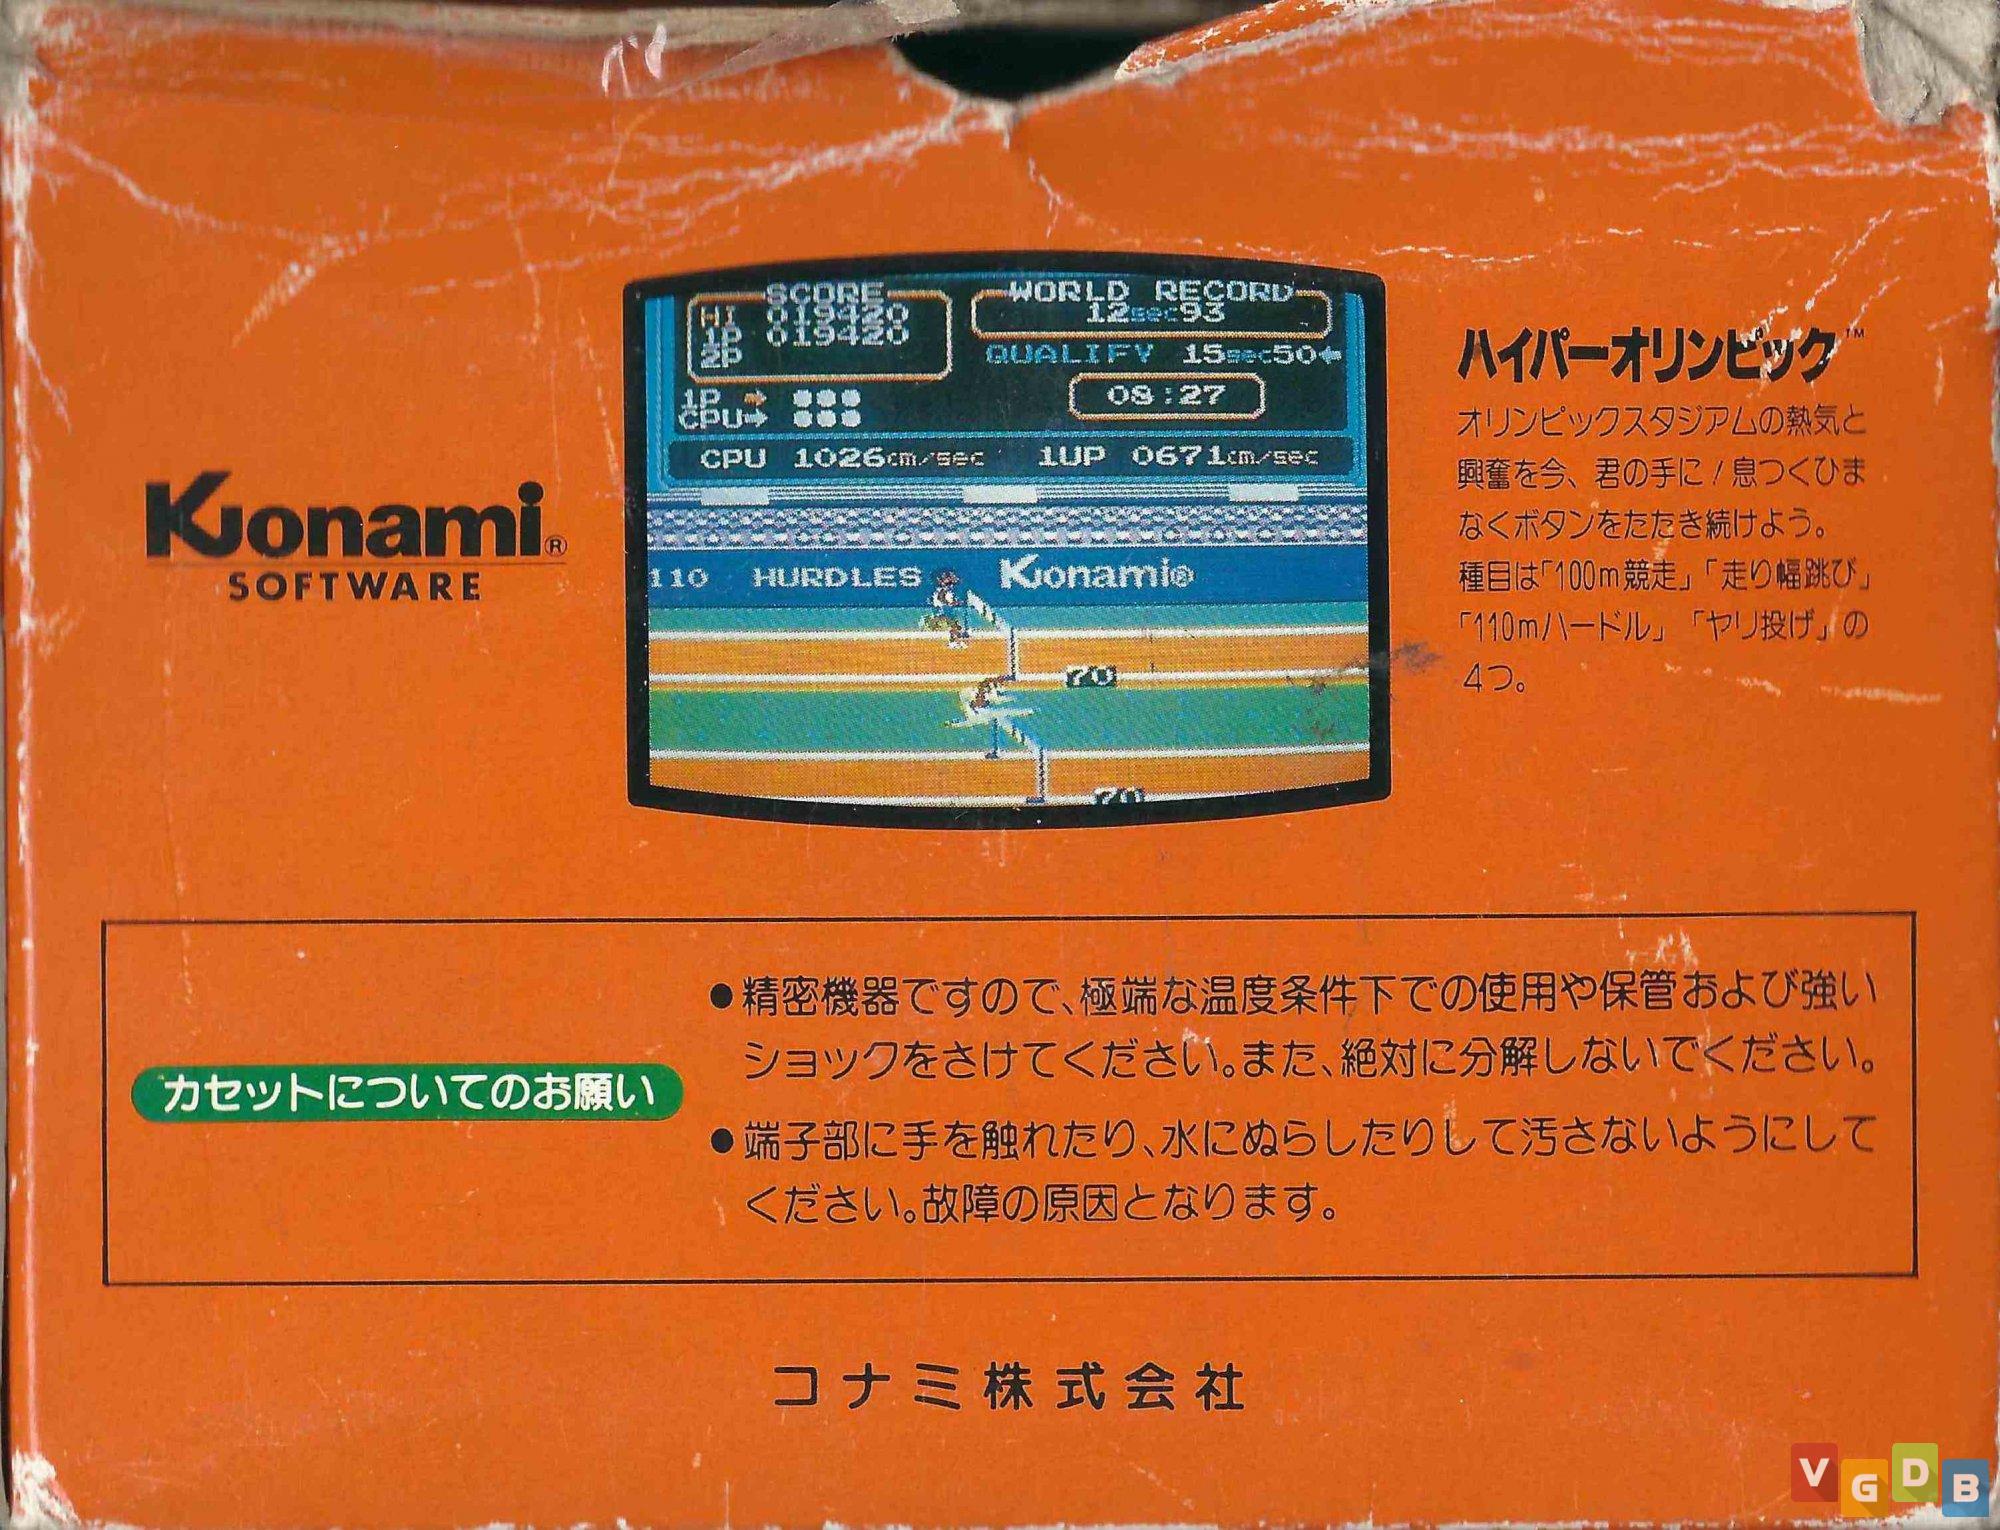 SCORE
HI 019420
1P 019420
2P
WORLD RECORD
12sec93
QUALIFY 15sec50←
1P→
CPU→
08:27
CPU 1026cm/sec 1UP 0671cm/sec
110 HURDLES Konami®
70
70
Konami®
SOFTWARE
ハイパーオリンピック™
オリンピックスタジアムの熱気と
興奮を今、君の手に!息つくひま
なくボタンをたたき続けよう。
種目は「100m競走」「走り幅跳び」
「110mハードル」「ヤリ投げ」の
4つ。
カセットについてのお願い
●精密機器ですので、極端な温度条件下での使用や保管および強い
ショックをさけてください。また、絶対に分解しないでください。
●端子部に手を触れたり、水にぬらしたりして汚さないようにして
ください。故障の原因となります。
コナミ株式会社
VGDB